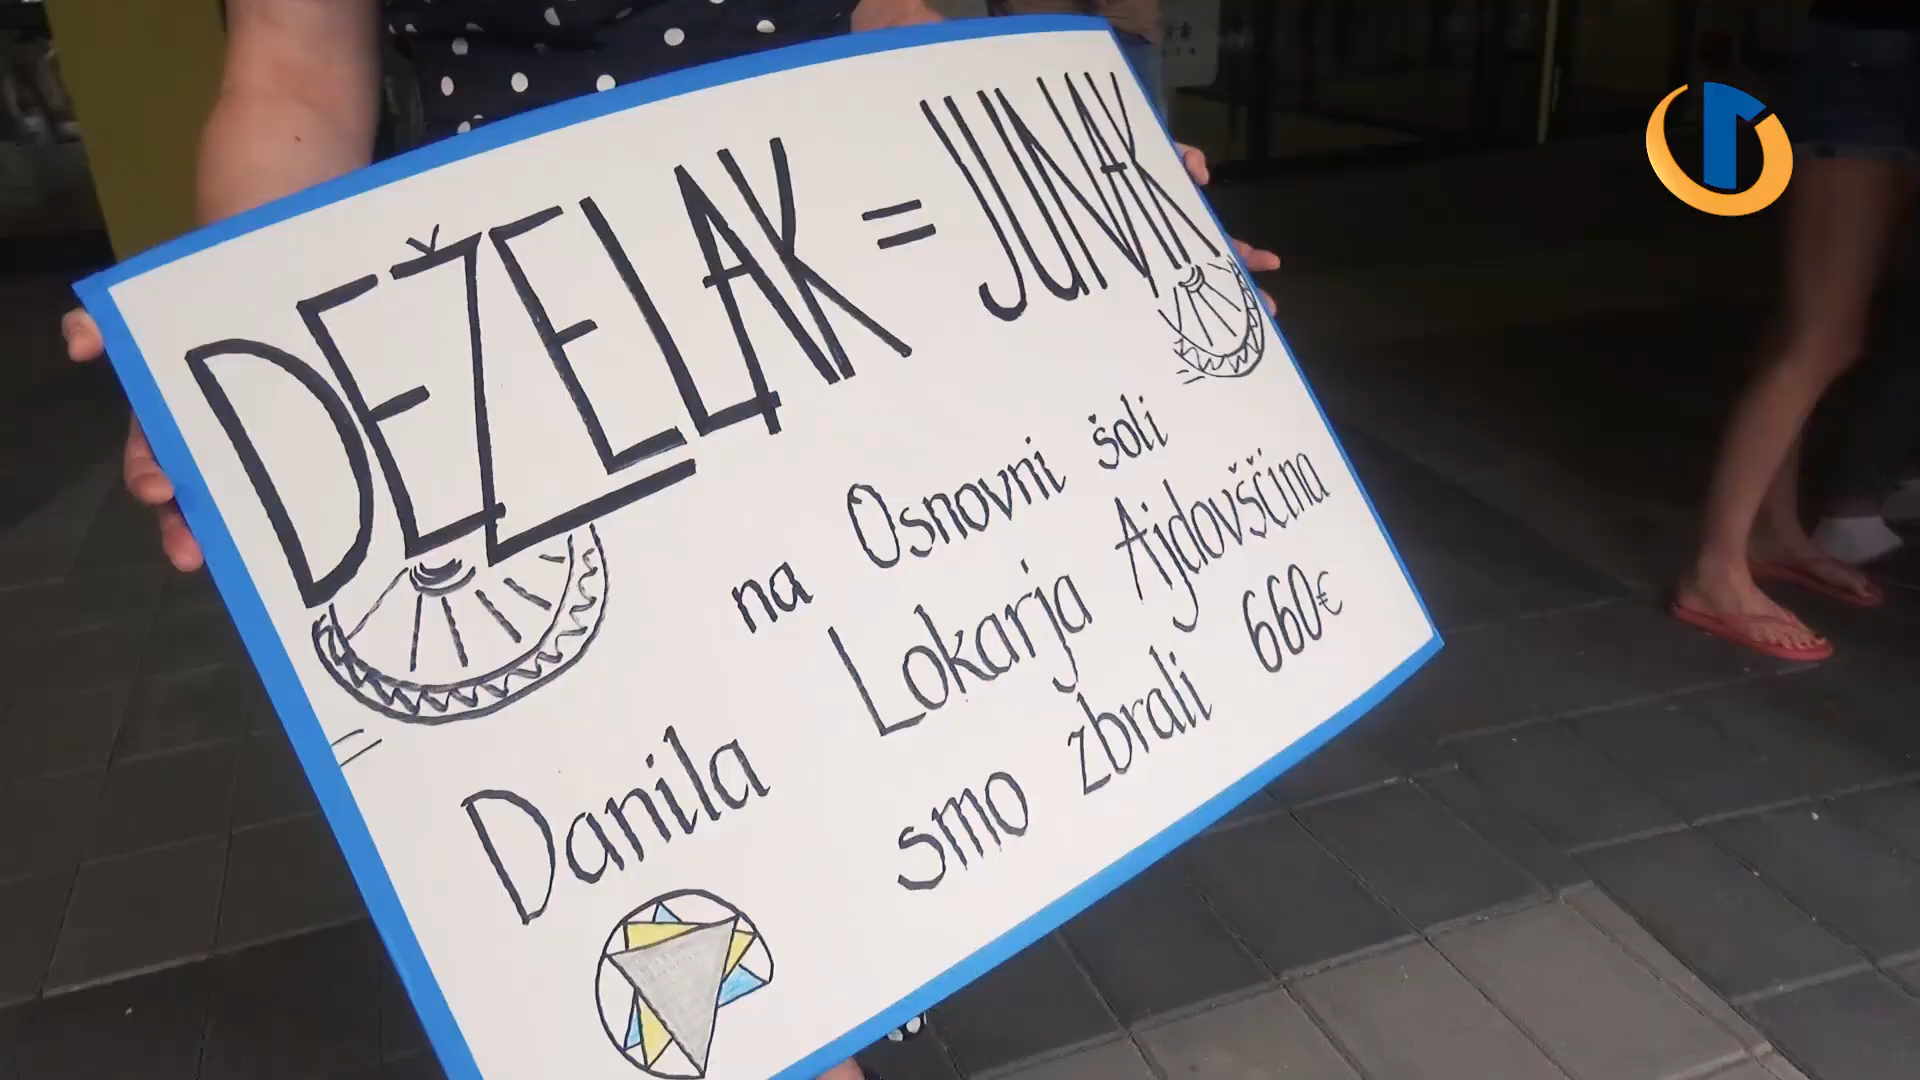 DEŽELAK = JUNAK
na Osnovni šoli
Danila Lokarja Ajdovščina
smo zbrali 660€